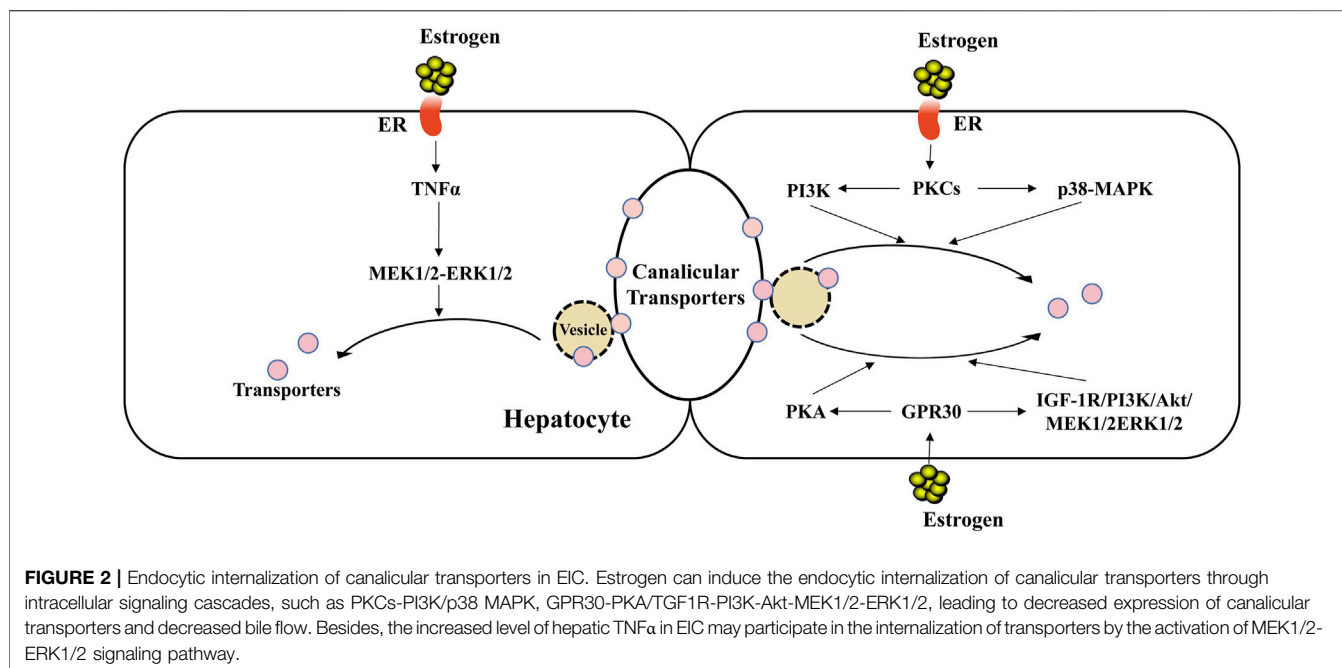 Estrogen
ER
TNFα
MEK1/2-ERK1/2
Vesicle
Transporters
Hepatocyte
Canalicular
Transporters
Estrogen
ER
PI3K
PKCs
p38-MAPK
PKA
GPR30
IGF-1R/PI3K/Akt/
MEK1/2ERK1/2
Estrogen
FIGURE 2 | Endocytic internalization of canalicular transporters in EIC. Estrogen can induce the endocytic internalization of canalicular transporters through
intracellular signaling cascades, such as PKCs-PI3K/p38 MAPK, GPR30-PKA/TGF1R-PI3K-Akt-MEK1/2-ERK1/2, leading to decreased expression of canalicular
transporters and decreased bile flow. Besides, the increased level of hepatic TNFα in EIC may participate in the internalization of transporters by the activation of MEK1/2-
ERK1/2 signaling pathway.